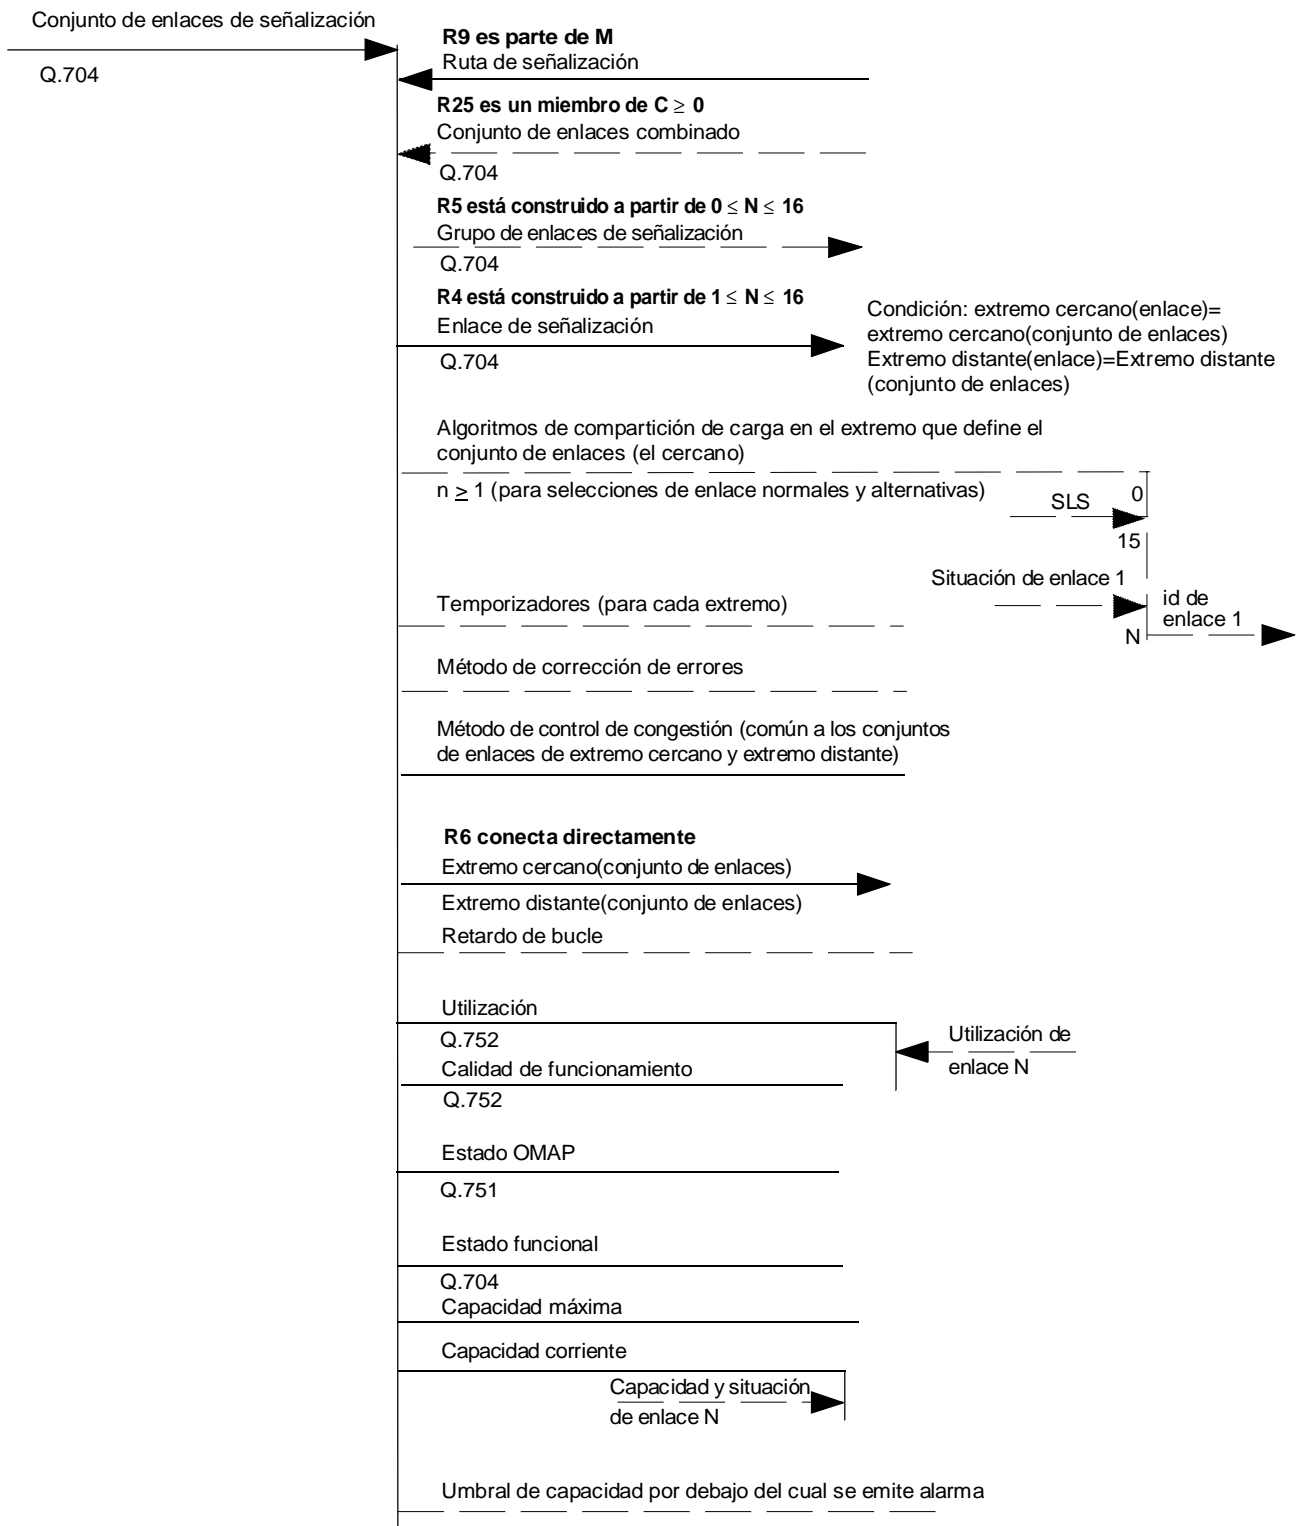 Conjunto de enlaces de señalización
Q.704
R9 es parte de M
Ruta de señalización
R25 es un miembro de C ≥ 0
Conjunto de enlaces combinado
Q.704
R5 está construido a partir de 0 ≤ N ≤ 16
Grupo de enlaces de señalización
Q.704
R4 está construido a partir de 1 ≤ N ≤ 16
Enlace de señalización
Q.704
Condición: extremo cercano(enlace)=
extremo cercano(conjunto de enlaces)
Extremo distante(enlace)=Extremo distante
(conjunto de enlaces)
Algoritmos de compartición de carga en el extremo que define el
conjunto de enlaces (el cercano)
n ≥ 1 (para selecciones de enlace normales y alternativas)
SLS
0
15
Situación de enlace 1
id de
enlace 1
N
Temporizadores (para cada extremo)
Método de corrección de errores
Método de control de congestión (común a los conjuntos
de enlaces de extremo cercano y extremo distante)
R6 conecta directamente
Extremo cercano(conjunto de enlaces)
Extremo distante(conjunto de enlaces)
Retardo de bucle
Utilización
Q.752
Utilización de
enlace N
Calidad de funcionamiento
Q.752
Estado OMAP
Q.751
Estado funcional
Q.704
Capacidad máxima
Capacidad corriente
Capacidad y situación
de enlace N
Umbral de capacidad por debajo del cual se emite alarma